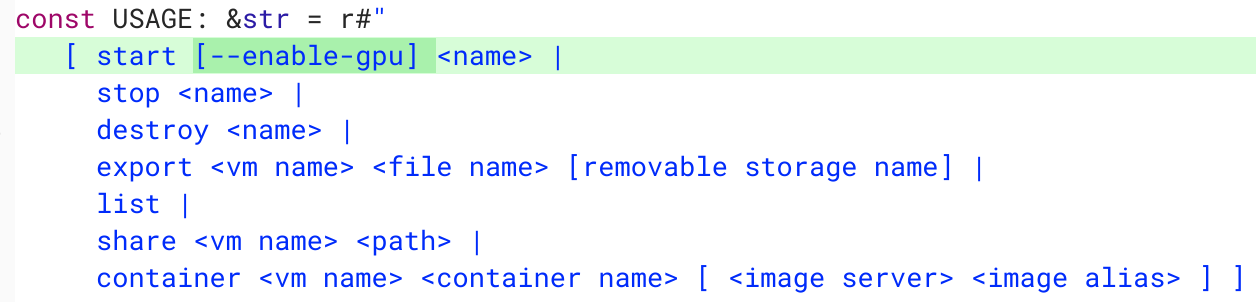 const USAGE: &str = r#"
[ start [--enable-gpu] <name> |
stop <name> |
destroy <name> |
export <vm name> <file name> [removable storage name] |
list |
share <vm name> <path> |
container <vm name> <container name> [ <image server> <image alias> ] ]